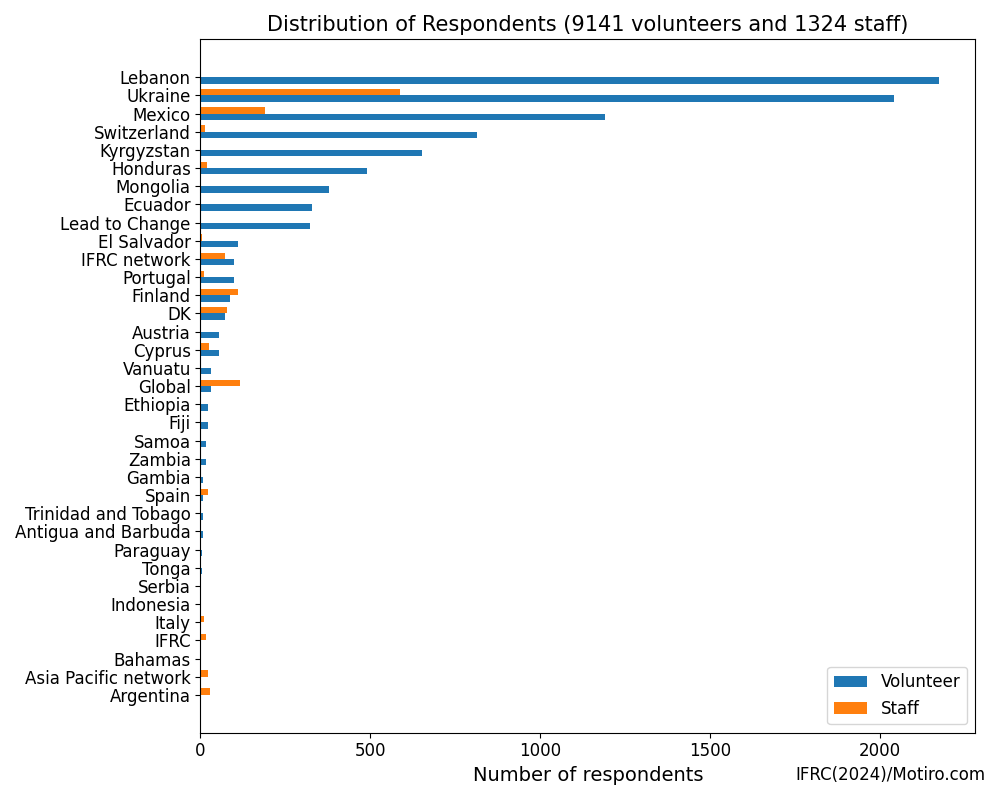 Distribution of Respondents (9141 volunteers and 1324 staff)
Lebanon
Ukraine
Mexico
Switzerland
Kyrgyzstan
Honduras
Mongolia
Ecuador
Lead to Change
El Salvador
IFRC network
Portugal
Finland
DK
Austria
Cyprus
Vanuatu
Global
Ethiopia
Fiji
Samoa
Zambia
Gambia
Spain
Trinidad and Tobago
Antigua and Barbuda
Paraguay
Tonga
Serbia
Indonesia
Italy
IFRC
Bahamas
Asia Pacific network
Argentina
Volunteer
Staff
0 500 1000 1500 2000
Number of respondents
IFRC(2024)/Motiro.com